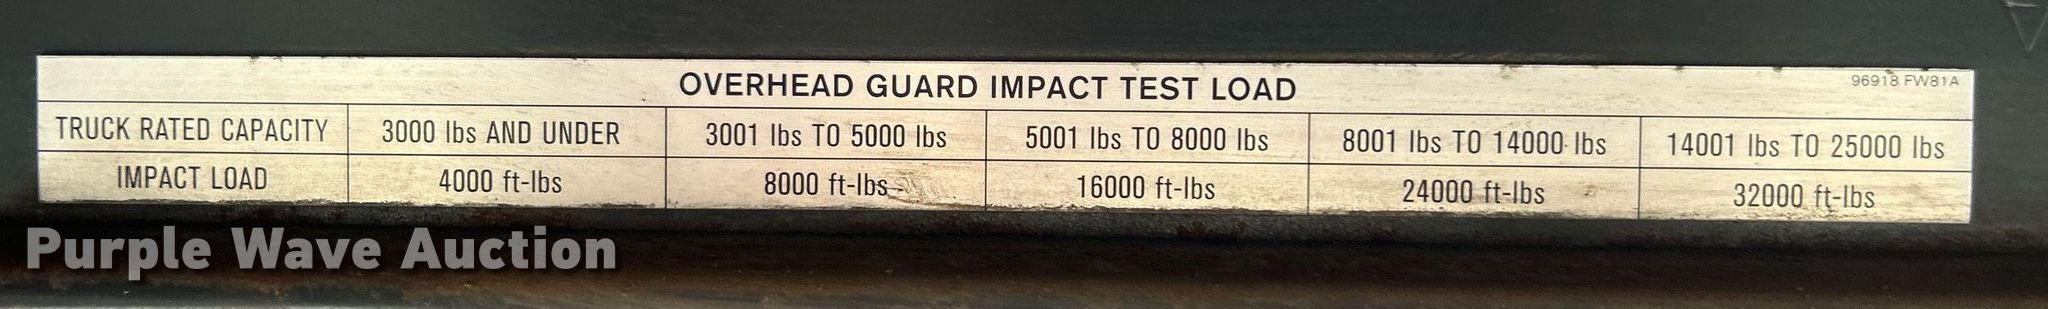 OVERHEAD GUARD IMPACT TEST LOAD
96918 FW81A
TRUCK RATED CAPACITY 3000 lbs AND UNDER 3001 lbs TO 5000 lbs 5001 lbs TO 8000 lbs 8001 lbs TO 14000 lbs 14001 lbs TO 25000 lbs
IMPACT LOAD 4000 ft-lbs 8000 ft-lbs 16000 ft-lbs 24000 ft-lbs 32000 ft-lbs
Purple Wave Auction